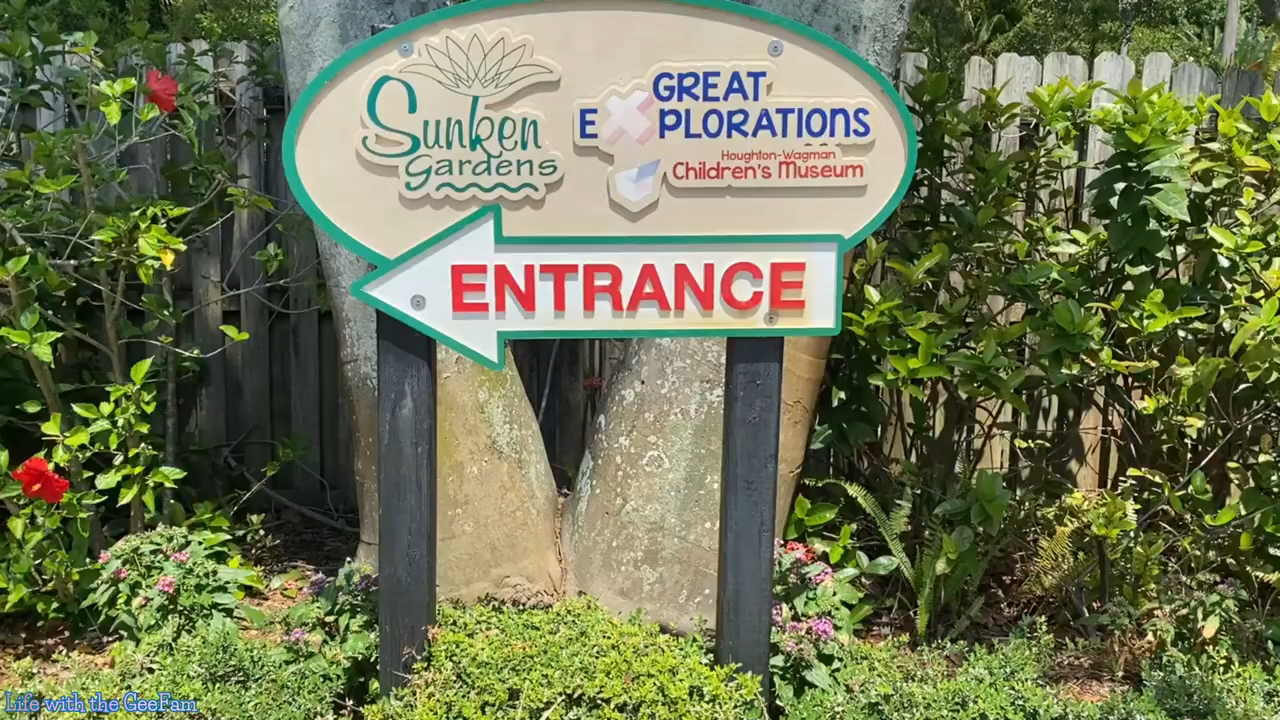 Sunken
Gardens
GREAT
EXPLORATIONS
Houghton-Wagman
Children's Museum
ENTRANCE
Life with the GeeFam